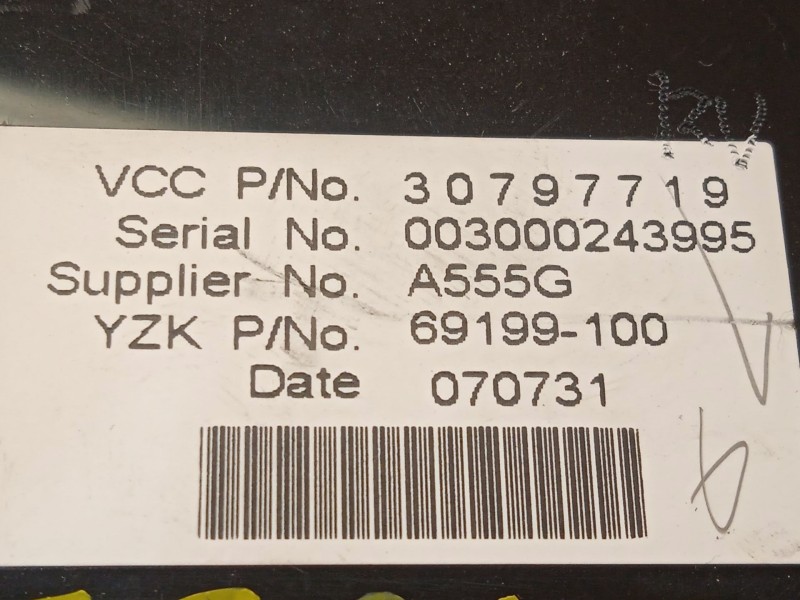 VCC P/No. 30797719
Serial No. 003000243995
Supplier No. A555G
YZK P/No. 69199-100
Date 070731